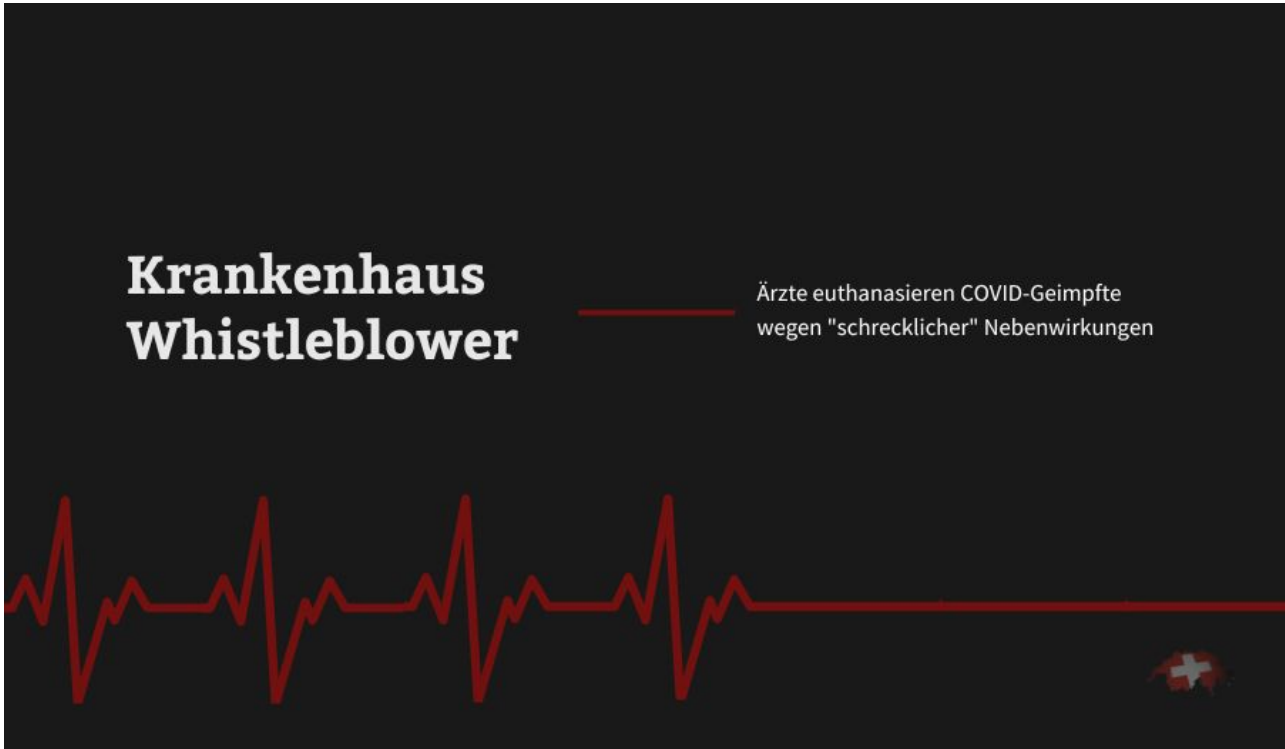 Krankenhaus
Whistleblower
Ärzte euthanasieren COVID-Geimpfte
wegen "schrecklicher" Nebenwirkungen